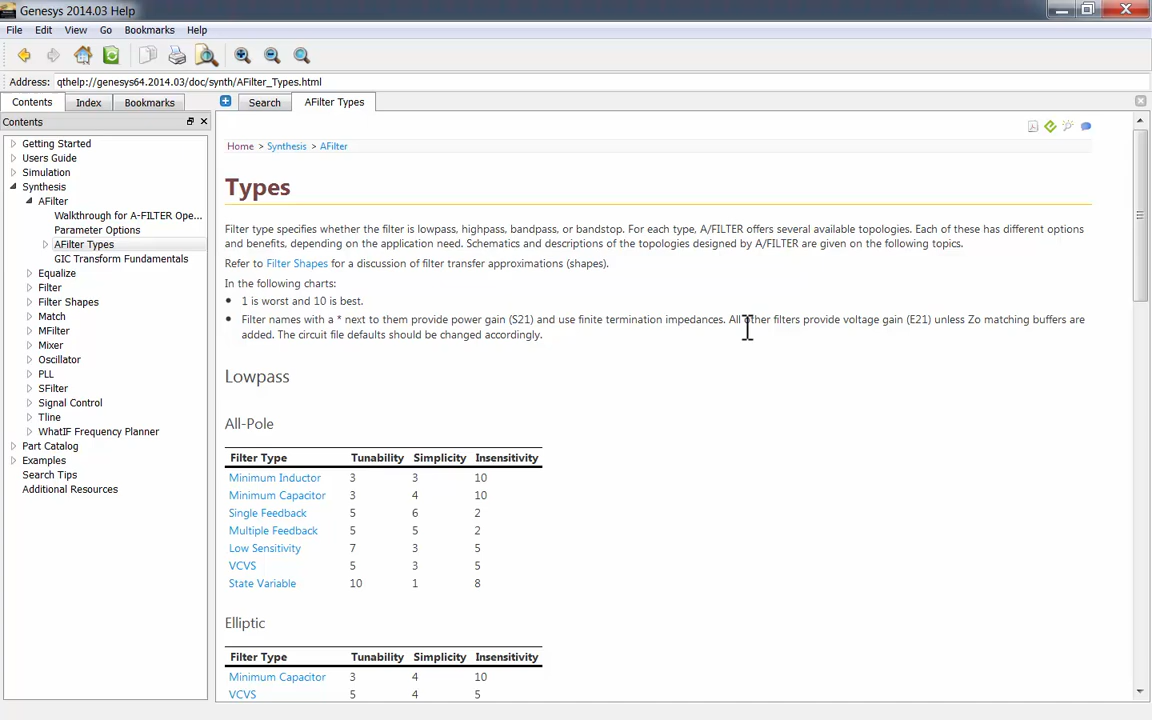 Genesys 2014.03 Help
File Edit View Go Bookmarks Help
Address: qthelp://genesys64.2014.03/doc/synth/AFilter_Types.html
Contents Index Bookmarks Search AFilter Types
Contents
Getting Started
Users Guide
Simulation
Synthesis
AFilter
Walkthrough for A-FILTER Ope...
Parameter Options
AFilter Types
GIC Transform Fundamentals
Equalize
Filter
Filter Shapes
Match
MFilter
Mixer
Oscillator
PLL
SFilter
Signal Control
Tline
WhatIF Frequency Planner
Part Catalog
Examples
Search Tips
Additional Resources
Home > Synthesis > AFilter
Types
Filter type specifies whether the filter is lowpass, highpass, bandpass, or bandstop. For each type, A/FILTER offers several available topologies. Each of these has different options
and benefits, depending on the application need. Schematics and descriptions of the topologies designed by A/FILTER are given on the following topics.
Refer to Filter Shapes for a discussion of filter transfer approximations (shapes).
In the following charts:
1 is worst and 10 is best.
Filter names with a * next to them provide power gain (S21) and use finite termination impedances. All other filters provide voltage gain (E21) unless Zo matching buffers are
added. The circuit file defaults should be changed accordingly.
Lowpass
All-Pole
Filter Type Tunability Simplicity Insensitivity
Minimum Inductor 3 3 10
Minimum Capacitor 3 4 10
Single Feedback 5 6 2
Multiple Feedback 5 5 2
Low Sensitivity 7 3 5
VCVS 5 3 5
State Variable 10 1 8
Elliptic
Filter Type Tunability Simplicity Insensitivity
Minimum Capacitor 3 4 10
VCVS 5 4 5